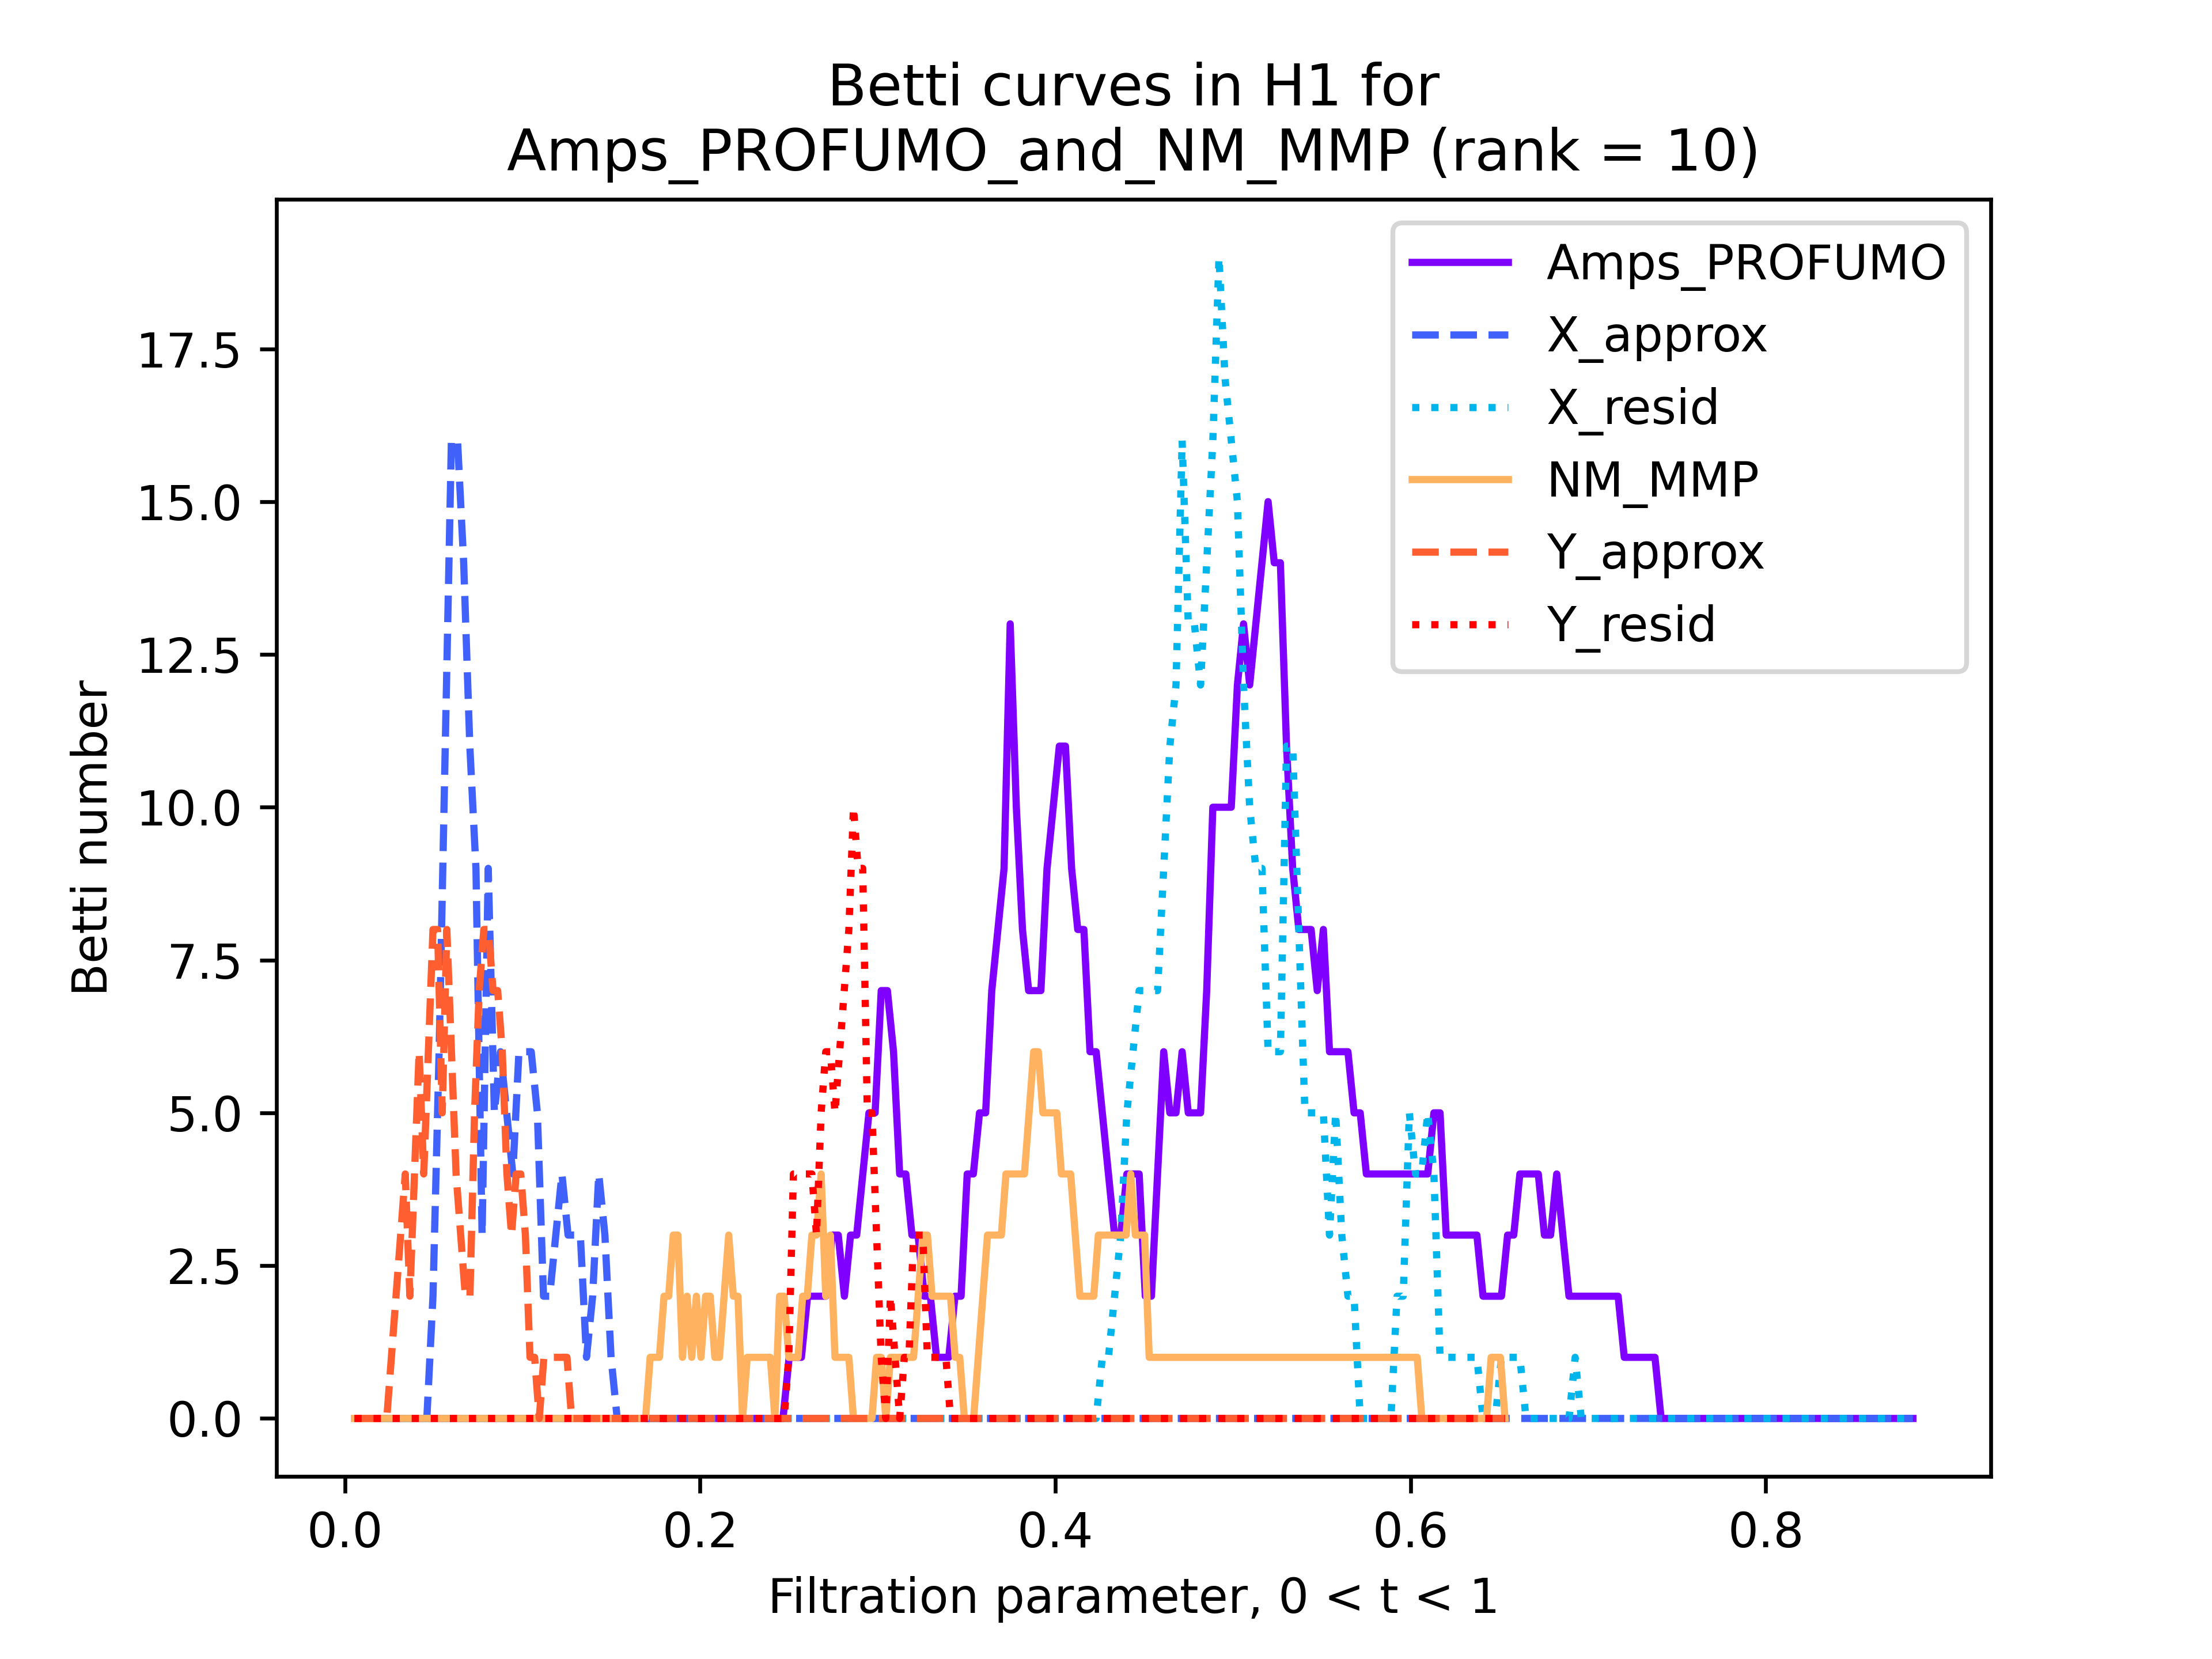 Betti curves in H1 for
Amps_PROFUMO_and_NM_MMP (rank = 10)
Amps_PROFUMO
X_approx
X_resid
NM_MMP
Y_approx
Y_resid
17.5
15.0
12.5
10.0
7.5
5.0
2.5
0.0
Betti number
0.0 0.2 0.4 0.6 0.8
Filtration parameter, 0 < t < 1